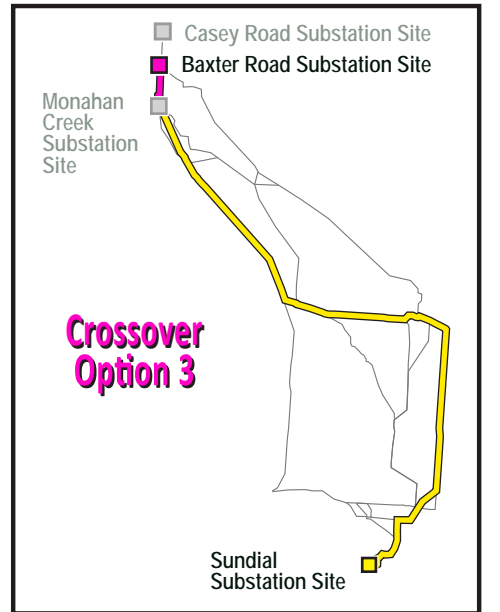 Casey Road Substation Site
Baxter Road Substation Site
Monahan
Creek
Substation
Site
Crossover
Option 3
Sundial
Substation Site